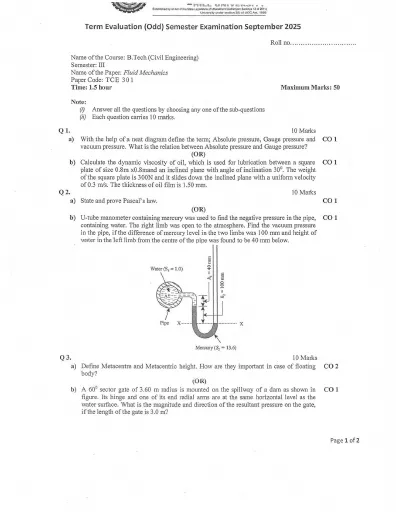 Term Evaluation (Odd) Semester Examination September 2025
Roll no.................................
Name of the Course: B.Tech (Civil Engineering)
Semester: III
Name of the Paper: Fluid Mechanics
Paper Code: TCE 301
Time: 1.5 hour Maximum Marks: 50
Note:
(i) Answer all the questions by choosing any one of the sub-questions
(ii) Each question carries 10 marks.
Q 1. 10 Marks
a) With the help of a neat diagram define the term; Absolute pressure, Gauge pressure and CO 1
vacuum pressure. What is the relation between Absolute pressure and Gauge pressure?
(OR)
b) Calculate the dynamic viscosity of oil, which is used for lubrication between a square CO 1
plate of size 0.8m x0.8mand an inclined plane with angle of inclination 30⁰. The weight
of the square plate is 300N and it slides down the inclined plane with a uniform velocity
of 0.3 m/s. The thickness of oil film is 1.50 mm.
Q 2. 10 Marks
a) State and prove Pascal's law. CO 1
(OR)
b) U-tube manometer containing mercury was used to find the negative pressure in the pipe, CO 1
containing water. The right limb was open to the atmosphere. Find the vacuum pressure
in the pipe, if the difference of mercury level in the two limbs was 100 mm and height of
water in the left limb from the centre of the pipe was found to be 40 mm below.
Water (S₁ = 1.0)
h₁ = 40 mm
h₂ = 100 mm
Pipe X X
Mercury (S₂ = 13.6)
Q 3. 10 Marks
a) Define Metacentra and Metacentric height. How are they important in case of floating CO 2
body?
(OR)
b) A 60⁰ sector gate of 3.60 m radius is mounted on the spillway of a dam as shown in CO 1
figure. Its hinge and one of its end radial arms are at the same horizontal level as the
water surface. What is the magnitude and direction of the resultant pressure on the gate,
if the length of the gate is 3.0 m?
Page 1 of 2